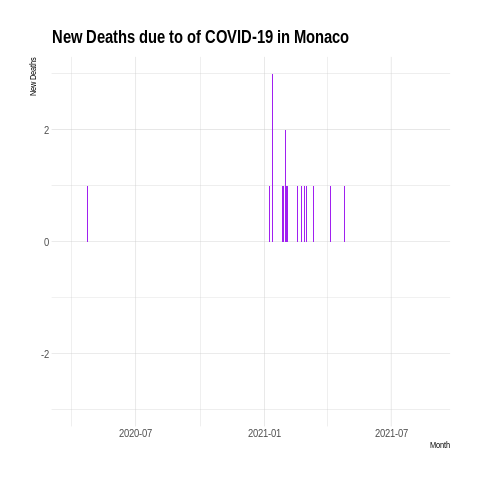 New Deaths due to of COVID-19 in Monaco
New Deaths
2
0
-2
2020-07
2021-01
2021-07
Month